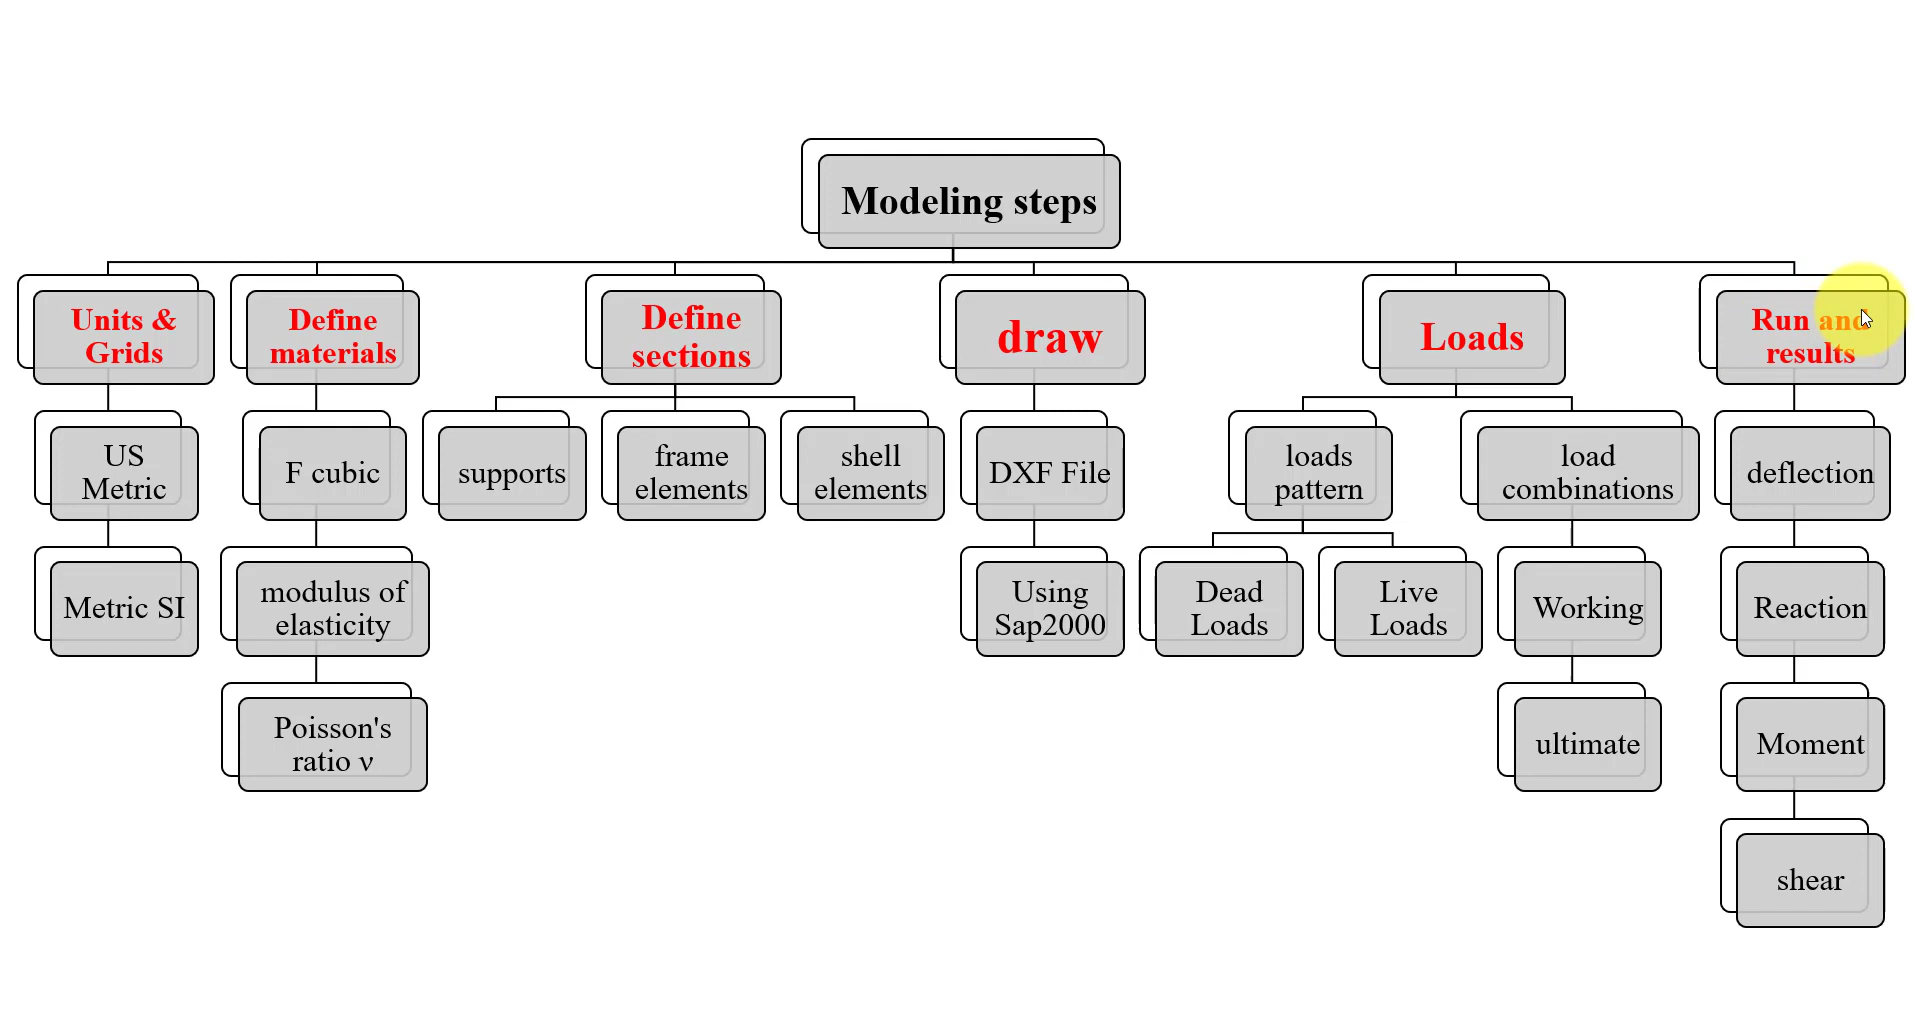 Modeling steps
Units &
Grids
Define
materials
Define
sections
draw
Loads
Run and
results
US
Metric
F cubic
supports
frame
elements
shell
elements
DXF File
loads
pattern
load
combinations
deflection
Metric SI
modulus of
elasticity
Using
Sap2000
Dead
Loads
Live
Loads
Working
Reaction
Poisson's
ratio ν
ultimate
Moment
shear